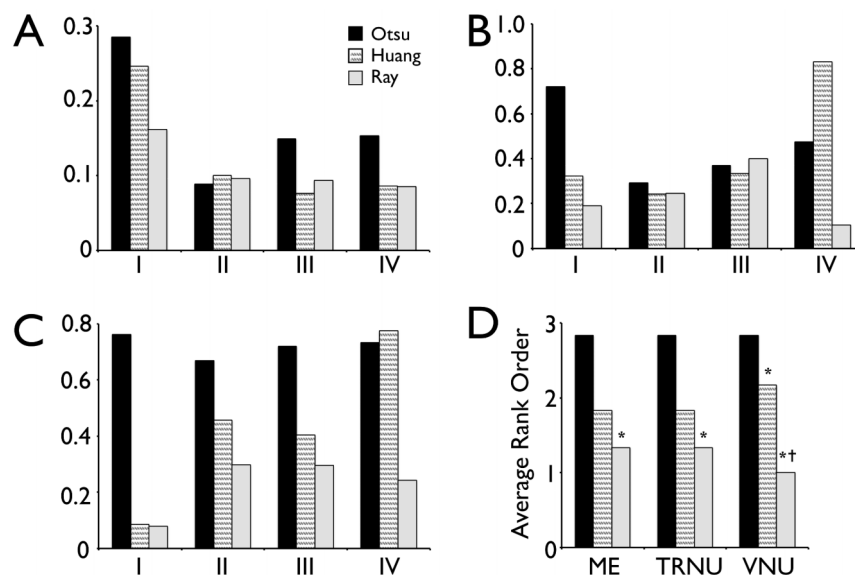 A
0.3
0.2
0.1
0
I II III IV
Otsu
Huang
Ray
B
1.0
0.8
0.6
0.4
0.2
0
I II III IV
C
0.8
0.6
0.4
0.2
0
I II III IV
D
Average Rank Order
3
2
1
0
*
*
*
*†
ME TRNU VNU